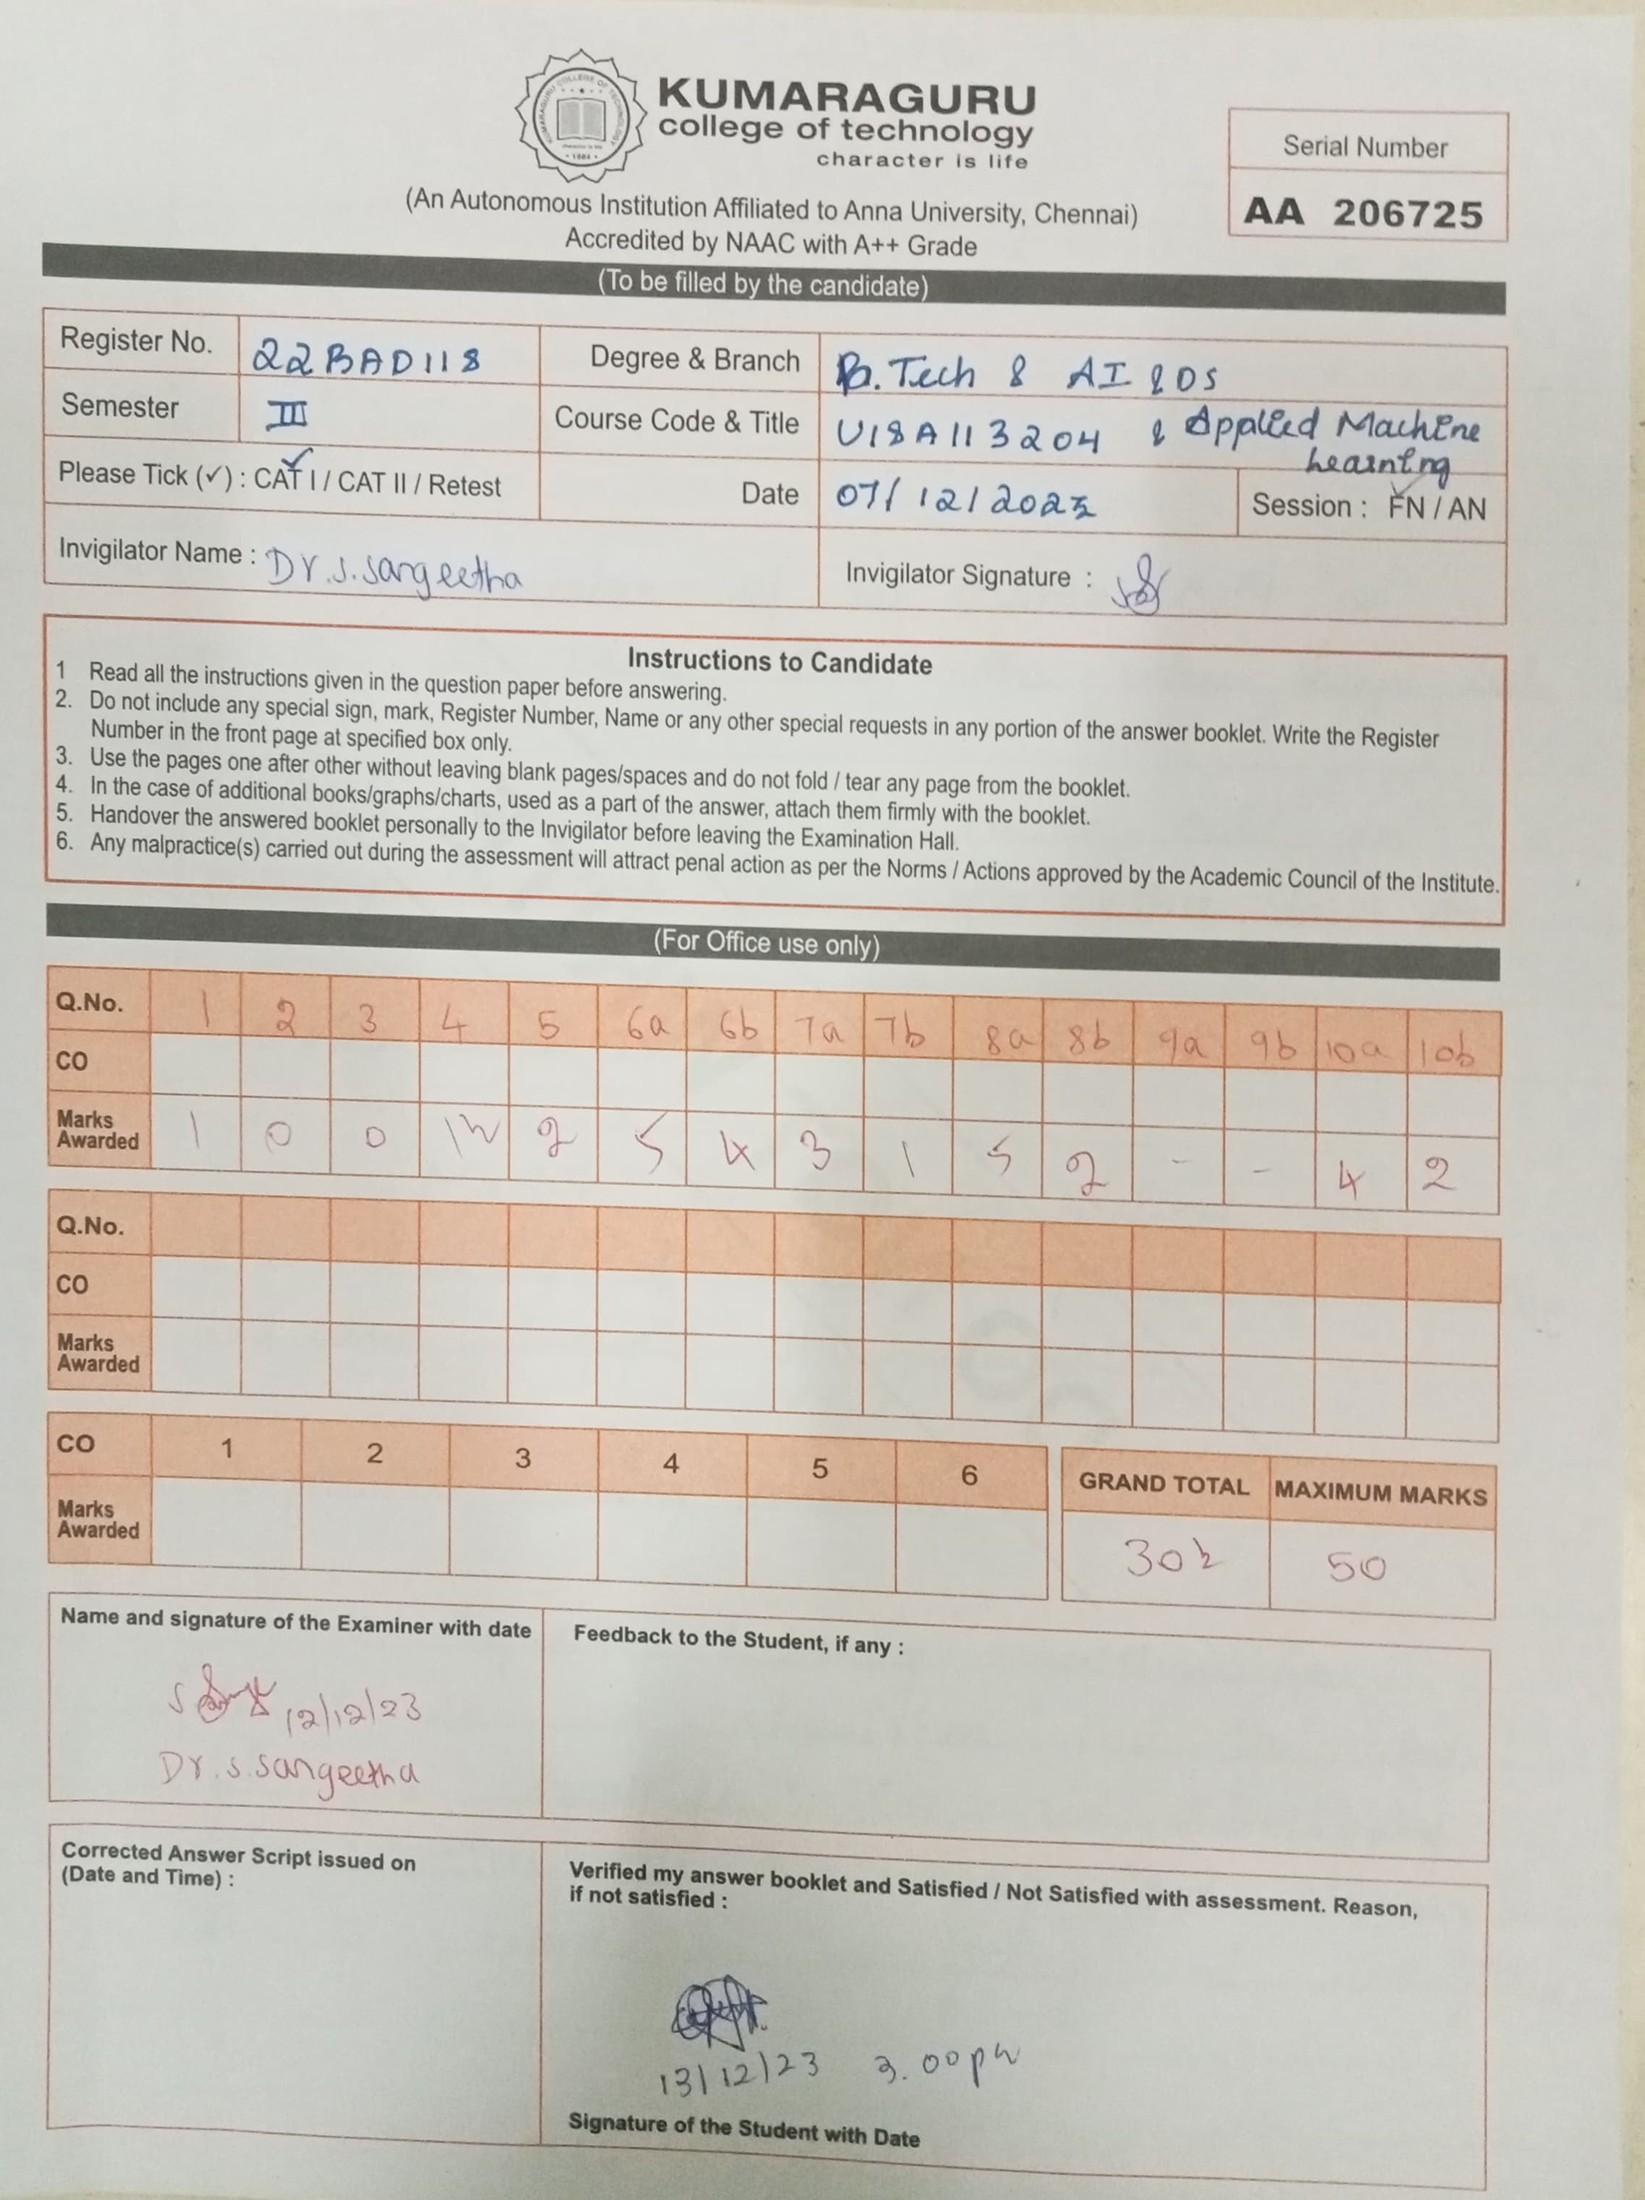 KUMARAGURU
college of technology
character is life
(An Autonomous Institution Affiliated to Anna University, Chennai)
Accredited by NAAC with A++ Grade
Serial Number
AA 206725
(To be filled by the candidate)
Register No. 22BAD118 Degree & Branch B.Tech & AI & DS
Semester III Course Code & Title U18AII3204 & Applied Machine
Learning
Please Tick (✓) : CAT I / CAT II / Retest Date 07/12/2023 Session : FN / AN
Invigilator Name : Dr.S.Sangeetha Invigilator Signature :
Instructions to Candidate
1 Read all the instructions given in the question paper before answering.
2. Do not include any special sign, mark, Register Number, Name or any other special requests in any portion of the answer booklet. Write the Register
Number in the front page at specified box only.
3. Use the pages one after other without leaving blank pages/spaces and do not fold / tear any page from the booklet.
4. In the case of additional books/graphs/charts, used as a part of the answer, attach them firmly with the booklet.
5. Handover the answered booklet personally to the Invigilator before leaving the Examination Hall.
6. Any malpractice(s) carried out during the assessment will attract penal action as per the Norms / Actions approved by the Academic Council of the Institute.
(For Office use only)
Q.No. 1 2 3 4 5 6a 6b 7a 7b 8a 8b 9a 9b 10a 10b
CO
Marks
Awarded 1 0 0 1½ 2 5 4 3 1 5 2 - - 4 2
Q.No.
CO
Marks
Awarded
CO 1 2 3 4 5 6
Marks
Awarded
GRAND TOTAL MAXIMUM MARKS
30½ 50
Name and signature of the Examiner with date
12/12/23
Dr.S.Sangeetha
Feedback to the Student, if any :
Corrected Answer Script issued on
(Date and Time) :
Verified my answer booklet and Satisfied / Not Satisfied with assessment. Reason,
if not satisfied :
13/12/23 3.00pm
Signature of the Student with Date